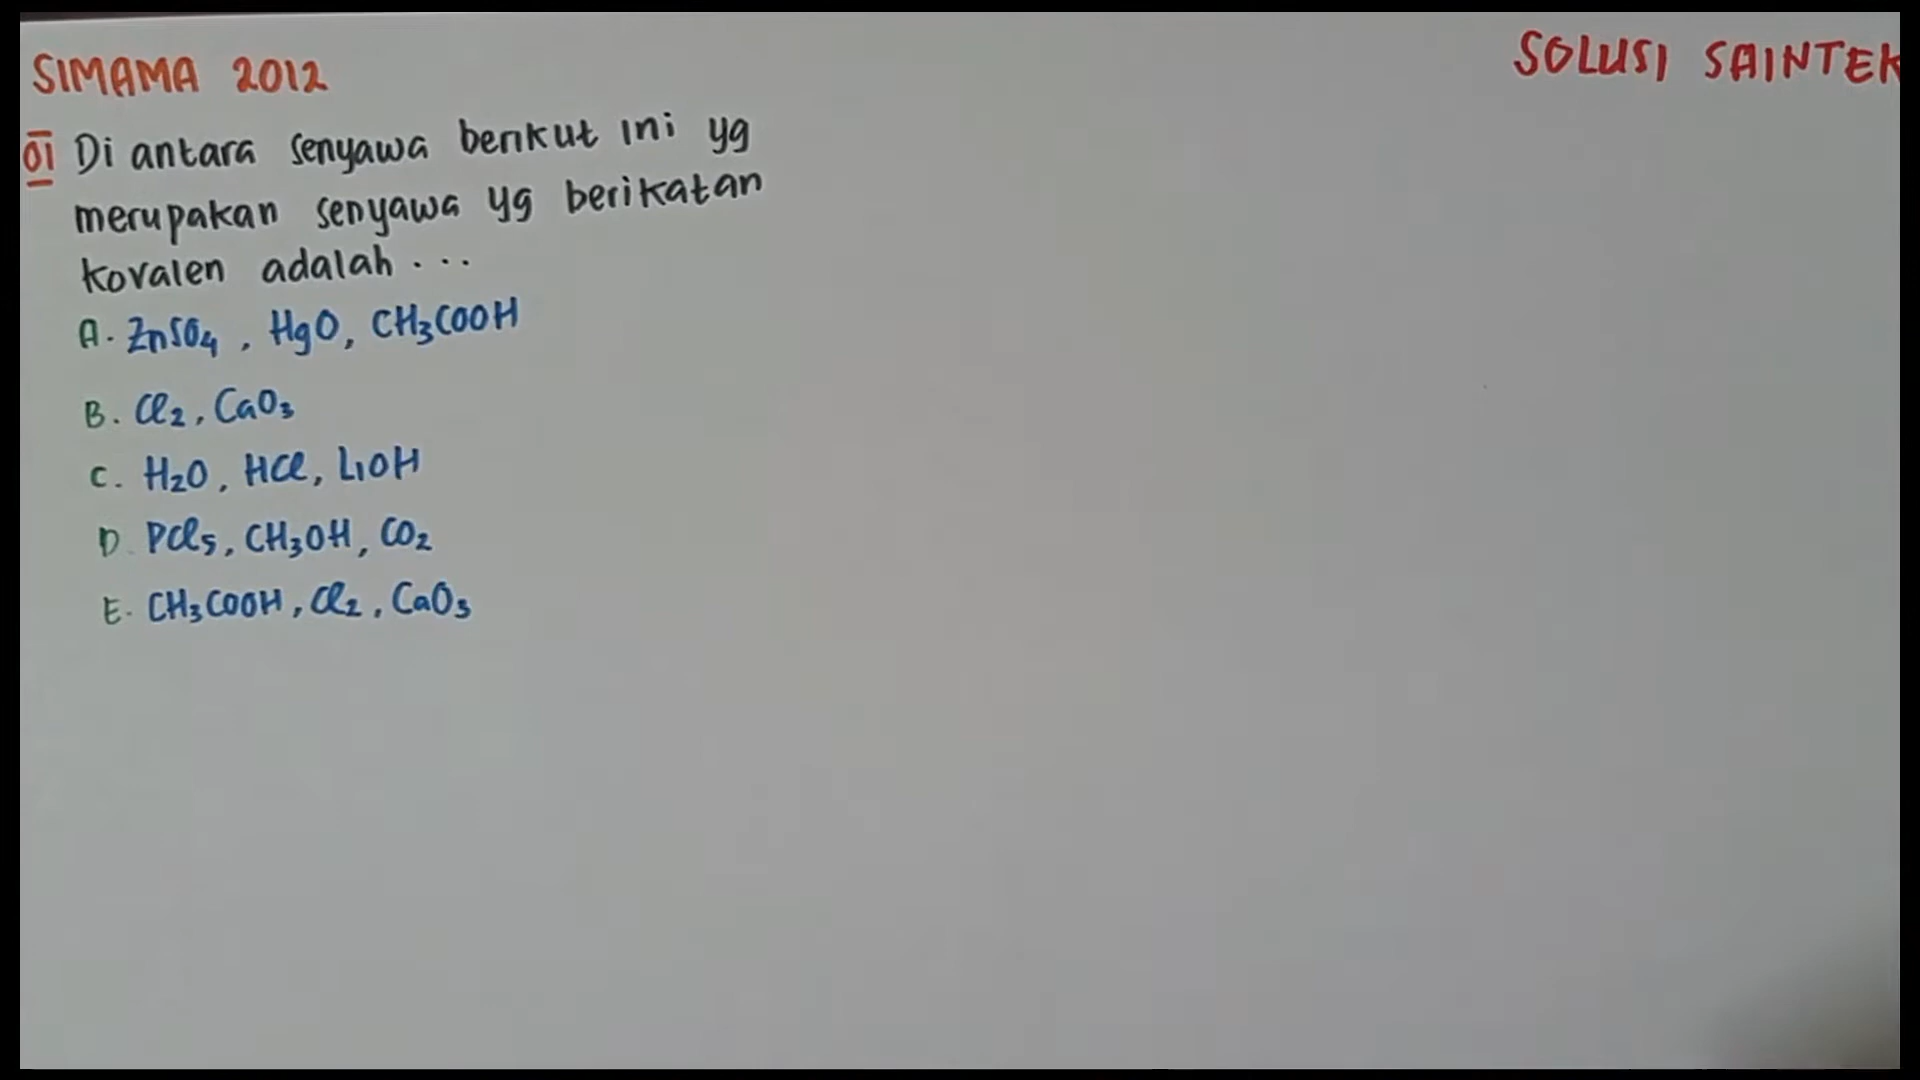 SIMAMA 2012
SOLUSI SAINTEK
01 Di antara senyawa berikut ini yg
merupakan senyawa yg berikatan
kovalen adalah ...
A. ZnSO₄, HgO, CH₃COOH
B. Cl₂, CaO₃
C. H₂O, HCl, LiOH
D. PCl₅, CH₃OH, CO₂
E. CH₃COOH, Cl₂, CaO₃